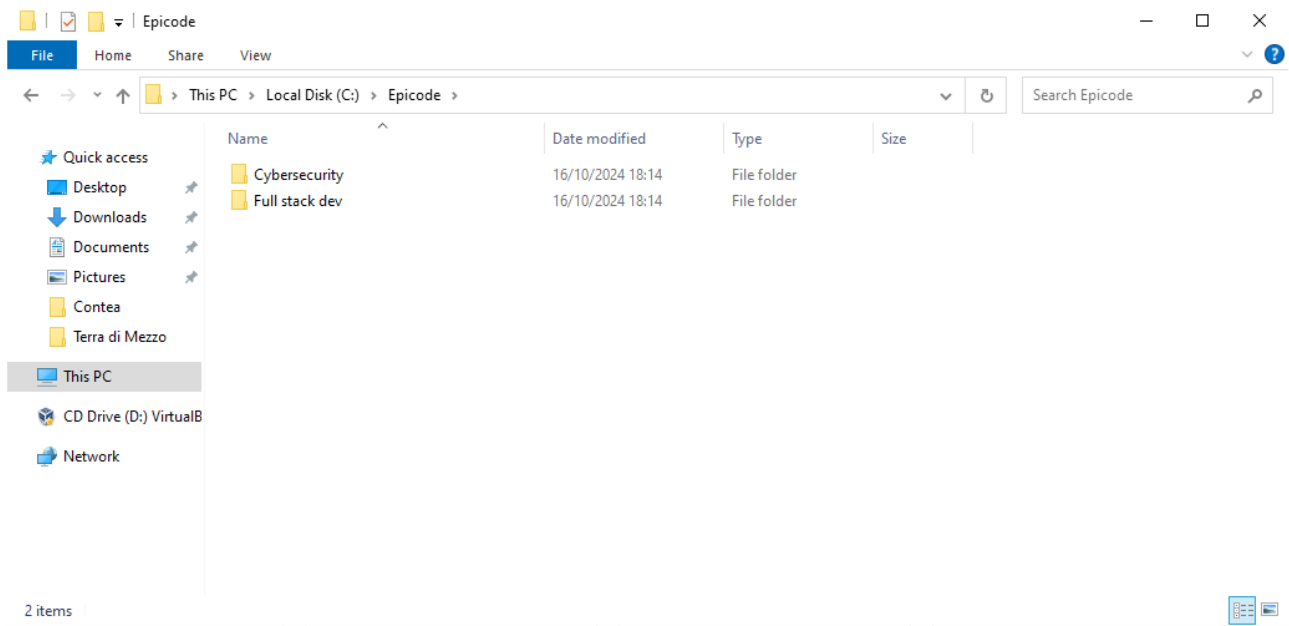 Epicode
File Home Share View
This PC > Local Disk (C:) > Epicode >
Search Epicode
Name Date modified Type Size
Quick access
Desktop
Downloads
Documents
Pictures
Contea
Terra di Mezzo
This PC
CD Drive (D:) VirtualB
Network
Cybersecurity 16/10/2024 18:14 File folder
Full stack dev 16/10/2024 18:14 File folder
2 items